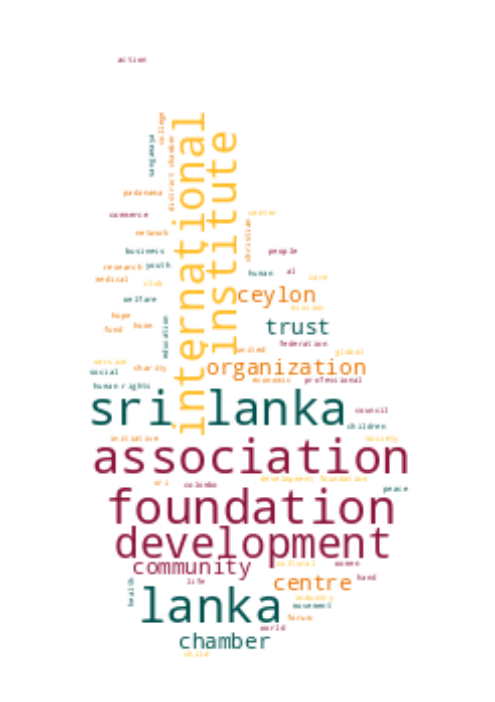 action
college
sangamaya
district chamber
international
institute
padanama
commerce
center
christian
network
business
people
research
youth
human
al
medical
club
care
welfare
ceylon
mission
hope
education
trust
fund
home
federation
united
global
service
charity
organization
social
economic
professional
human rights
sri lanka
council
children
initiative
society
association
development foundation
sri
colombo
peace
foundation
development
community
cultural
women
life
hand
health
centre
lanka
industry
movement
forum
world
chamber
child